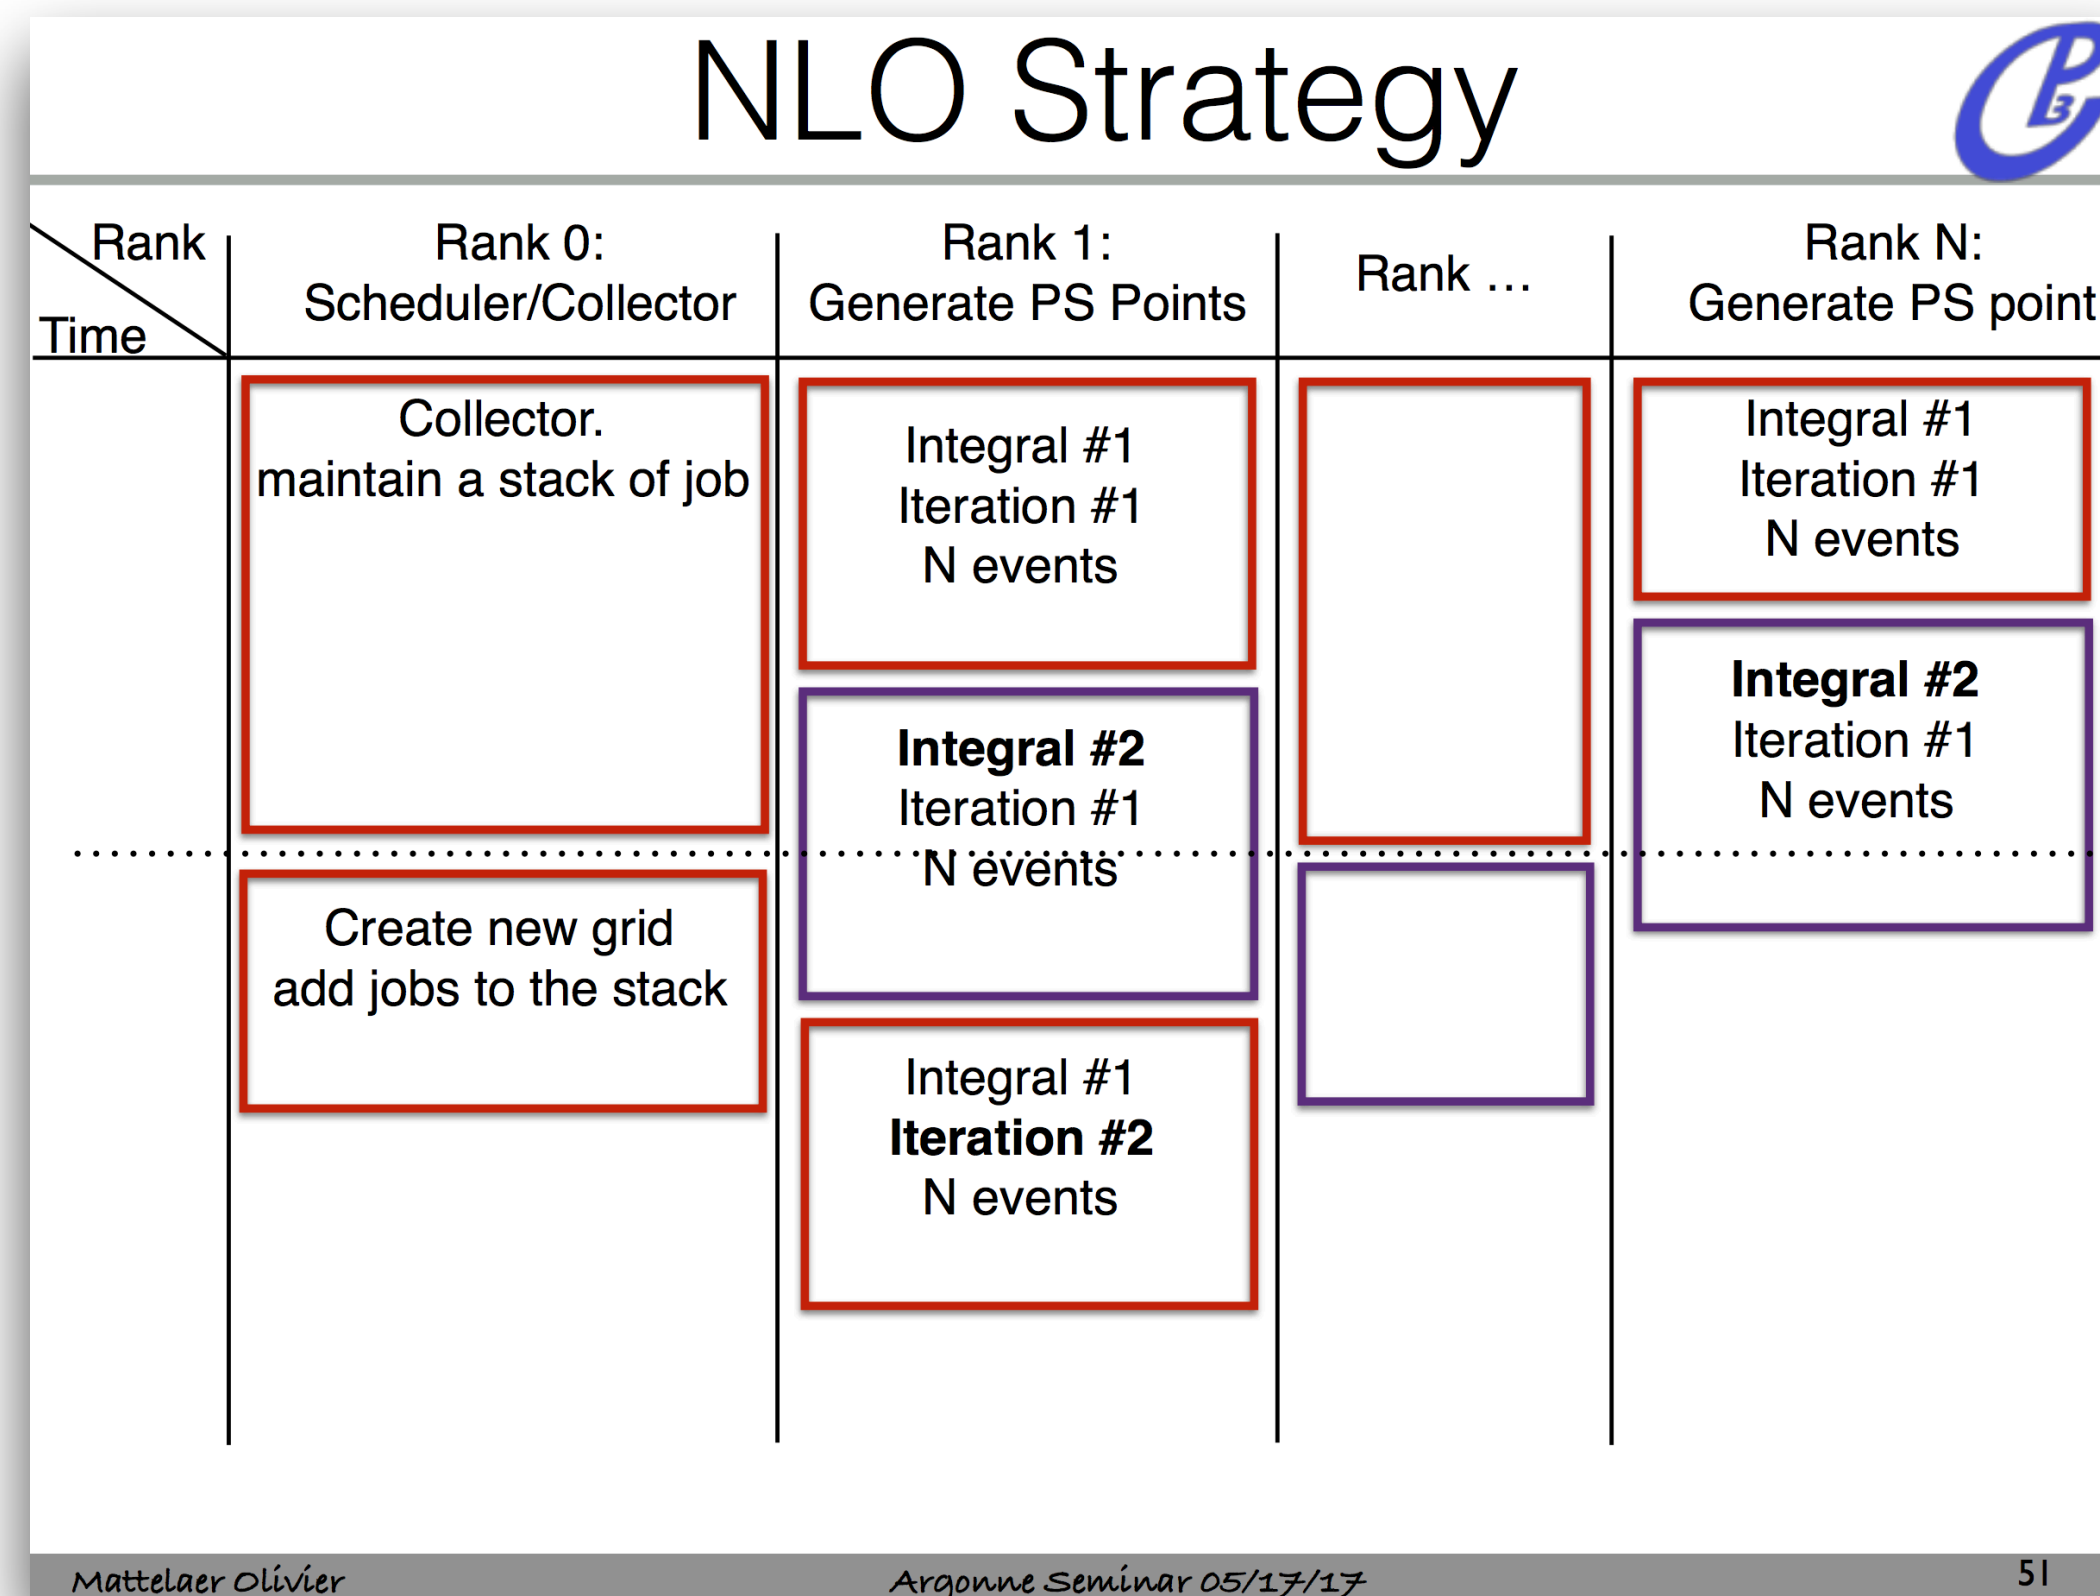 NLO Strategy
P
3
Rank
Time
Rank 0:
Scheduler/Collector
Rank 1:
Generate PS Points
Rank …
Rank N:
Generate PS point
Collector.
maintain a stack of job
Create new grid
add jobs to the stack
Integral #1
Iteration #1
N events
Integral #2
Iteration #1
N events
Integral #1
Iteration #2
N events
Integral #1
Iteration #1
N events
Integral #2
Iteration #1
N events
Mattelaer Olivier
Argonne Seminar 05/17/17
51